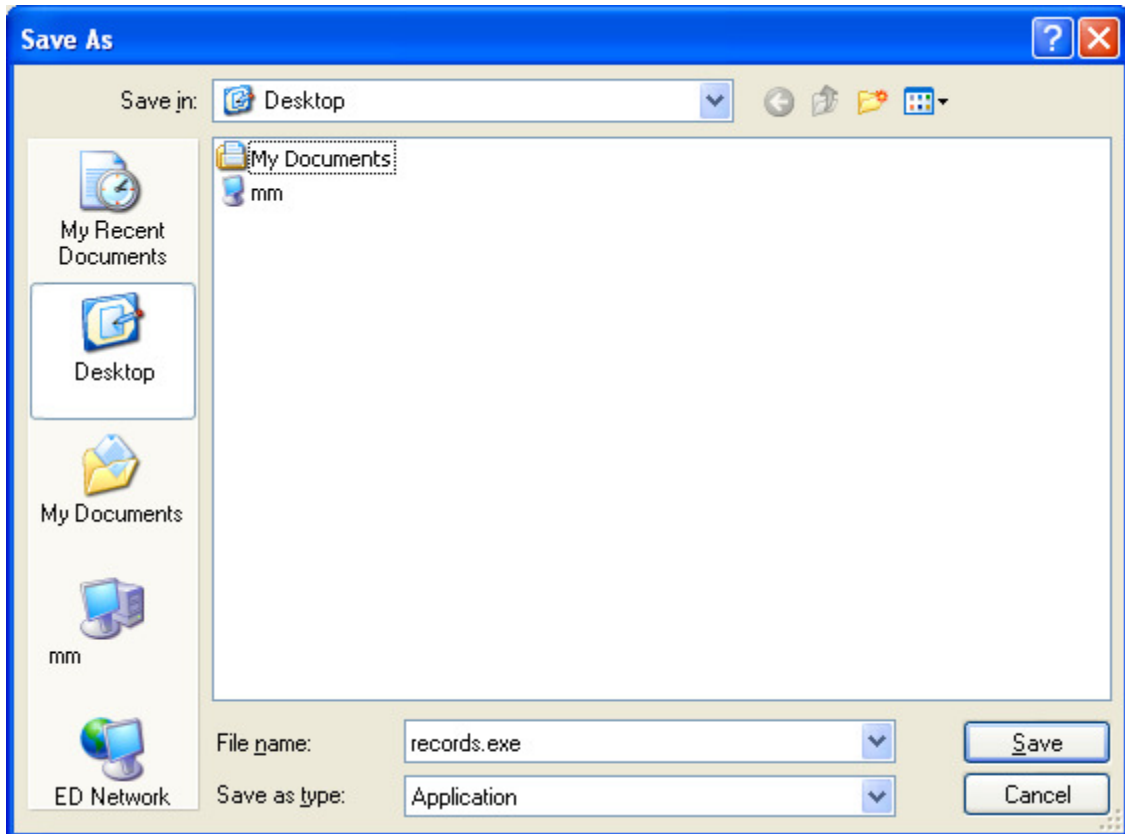 Save As
Save in:
Desktop
My Documents
mm
My Recent
Documents
Desktop
My Documents
mm
ED Network
File name:
records.exe
Save
Save as type:
Application
Cancel